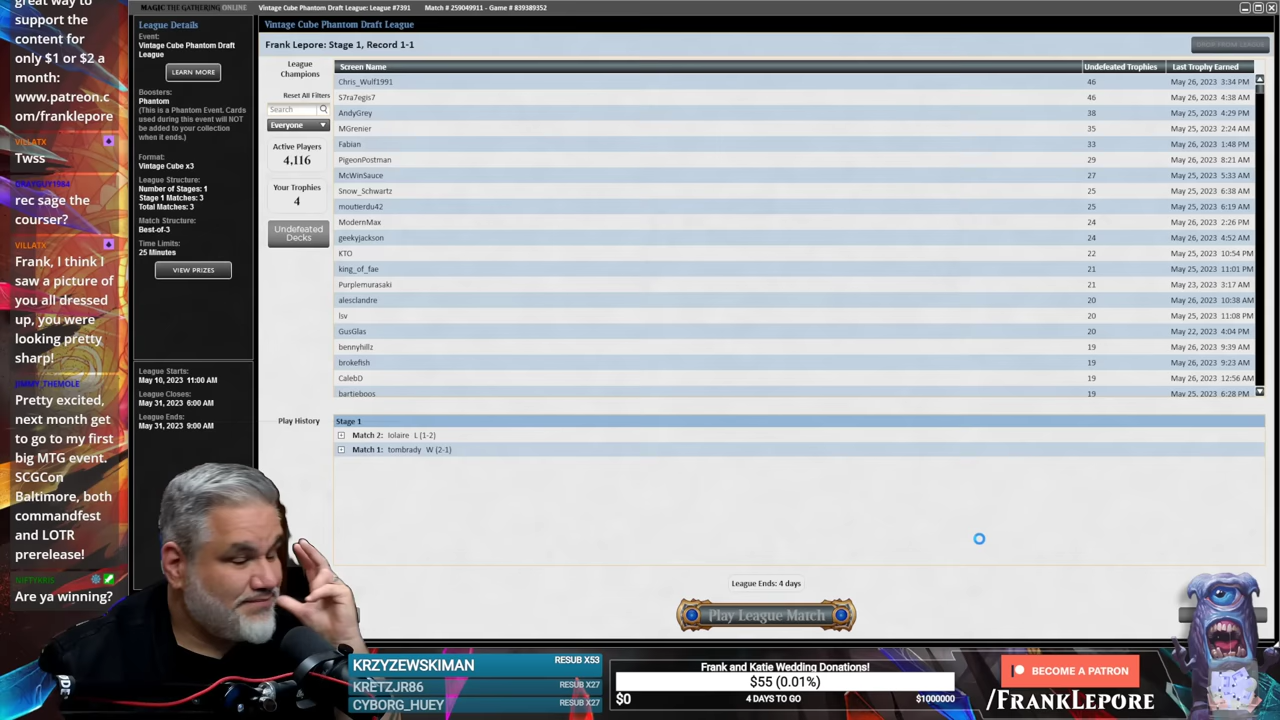 great way to
support the
content for
only $1 or $2 a
month:
www.patreon.c
om/franklepore
VILLATX
Twss
GRAYGUY1984
rec sage the
courser?
VILLATX
Frank, I think I
saw a picture of
you all dressed
up, you were
looking pretty
sharp!
JIMMY_THEMOLE
Pretty excited,
next month get
to go to my first
big MTG event.
SCGCon
Baltimore, both
commandfest
and LOTR
prerelease!
NIFTYKRIS
Are ya winning?
MAGIC THE GATHERING ONLINE
Vintage Cube Phantom Draft League: League #7391
Match # 259049911 - Game # 839389352
League Details
Event:
Vintage Cube Phantom Draft
League
LEARN MORE
Boosters:
Phantom
(This is a Phantom Event. Cards
used during this event will NOT
be added to your collection
when it ends.)
Format:
Vintage Cube x3
League Structure:
Number of Stages: 1
Stage 1 Matches: 3
Total Matches: 3
Match Structure:
Best-of-3
Time Limits:
25 Minutes
VIEW PRIZES
League Starts:
May 10, 2023 11:00 AM
League Closes:
May 31, 2023 6:00 AM
League Ends:
May 31, 2023 9:00 AM
Vintage Cube Phantom Draft League
Frank Lepore: Stage 1, Record 1-1
DROP FROM LEAGUE
League
Champions
Reset All Filters
Search
Everyone
Active Players
4,116
Your Trophies
4
Undefeated
Decks
Screen Name Undefeated Trophies Last Trophy Earned
Chris_Wulf1991 46 May 26, 2023 3:34 PM
S7ra7egis7 46 May 26, 2023 4:38 AM
AndyGrey 38 May 25, 2023 4:29 PM
MGrenier 35 May 25, 2023 2:24 AM
Fabian 33 May 26, 2023 1:48 PM
PigeonPostman 29 May 26, 2023 8:21 AM
McWinSauce 27 May 25, 2023 5:33 AM
Snow_Schwartz 25 May 25, 2023 6:38 AM
moutierdu42 25 May 25, 2023 6:19 AM
ModernMax 24 May 26, 2023 2:26 PM
geekyjackson 24 May 26, 2023 4:52 AM
KTO 22 May 25, 2023 10:54 PM
king_of_fae 21 May 25, 2023 11:01 PM
Purplemurasaki 21 May 23, 2023 3:17 AM
alesclandre 20 May 26, 2023 10:38 AM
lsv 20 May 25, 2023 11:08 PM
GusGlas 20 May 22, 2023 4:04 PM
bennyhillz 19 May 26, 2023 9:39 AM
brokefish 19 May 26, 2023 9:23 AM
CalebD 19 May 26, 2023 12:56 AM
bartieboos 19 May 25, 2023 6:28 PM
Play History
Stage 1
Match 2: Iolaire L (1-2)
Match 1: tombrady W (2-1)
League Ends: 4 days
Play League Match
KRZYZEWSKIMAN RESUB X53
KRETZJR86 RESUB X27
CYBORG_HUEY RESUB X27
Frank and Katie Wedding Donations!
$55 (0.01%)
$0 4 DAYS TO GO $1000000
BECOME A PATRON
/FRANKLEPORE